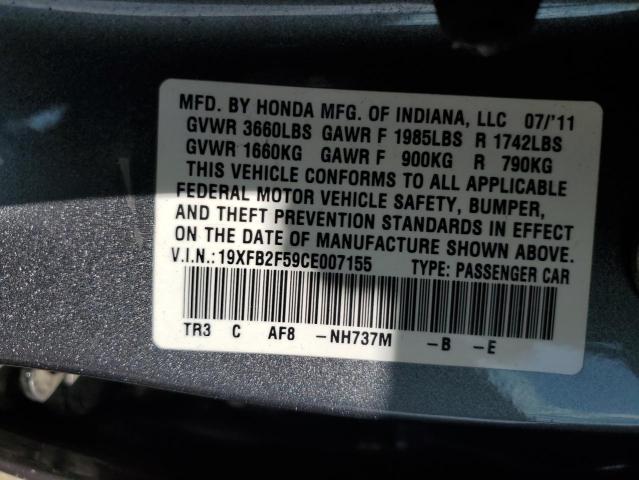 MFD. BY HONDA MFG. OF INDIANA, LLC 07/'11
GVWR 3660LBS GAWR F 1985LBS R 1742LBS
GVWR 1660KG GAWR F 900KG R 790KG
THIS VEHICLE CONFORMS TO ALL APPLICABLE
FEDERAL MOTOR VEHICLE SAFETY, BUMPER,
AND THEFT PREVENTION STANDARDS IN EFFECT
ON THE DATE OF MANUFACTURE SHOWN ABOVE.
V.I.N.:19XFB2F59CE007155 TYPE: PASSENGER CAR
TR3 C AF8 -NH737M -B -E